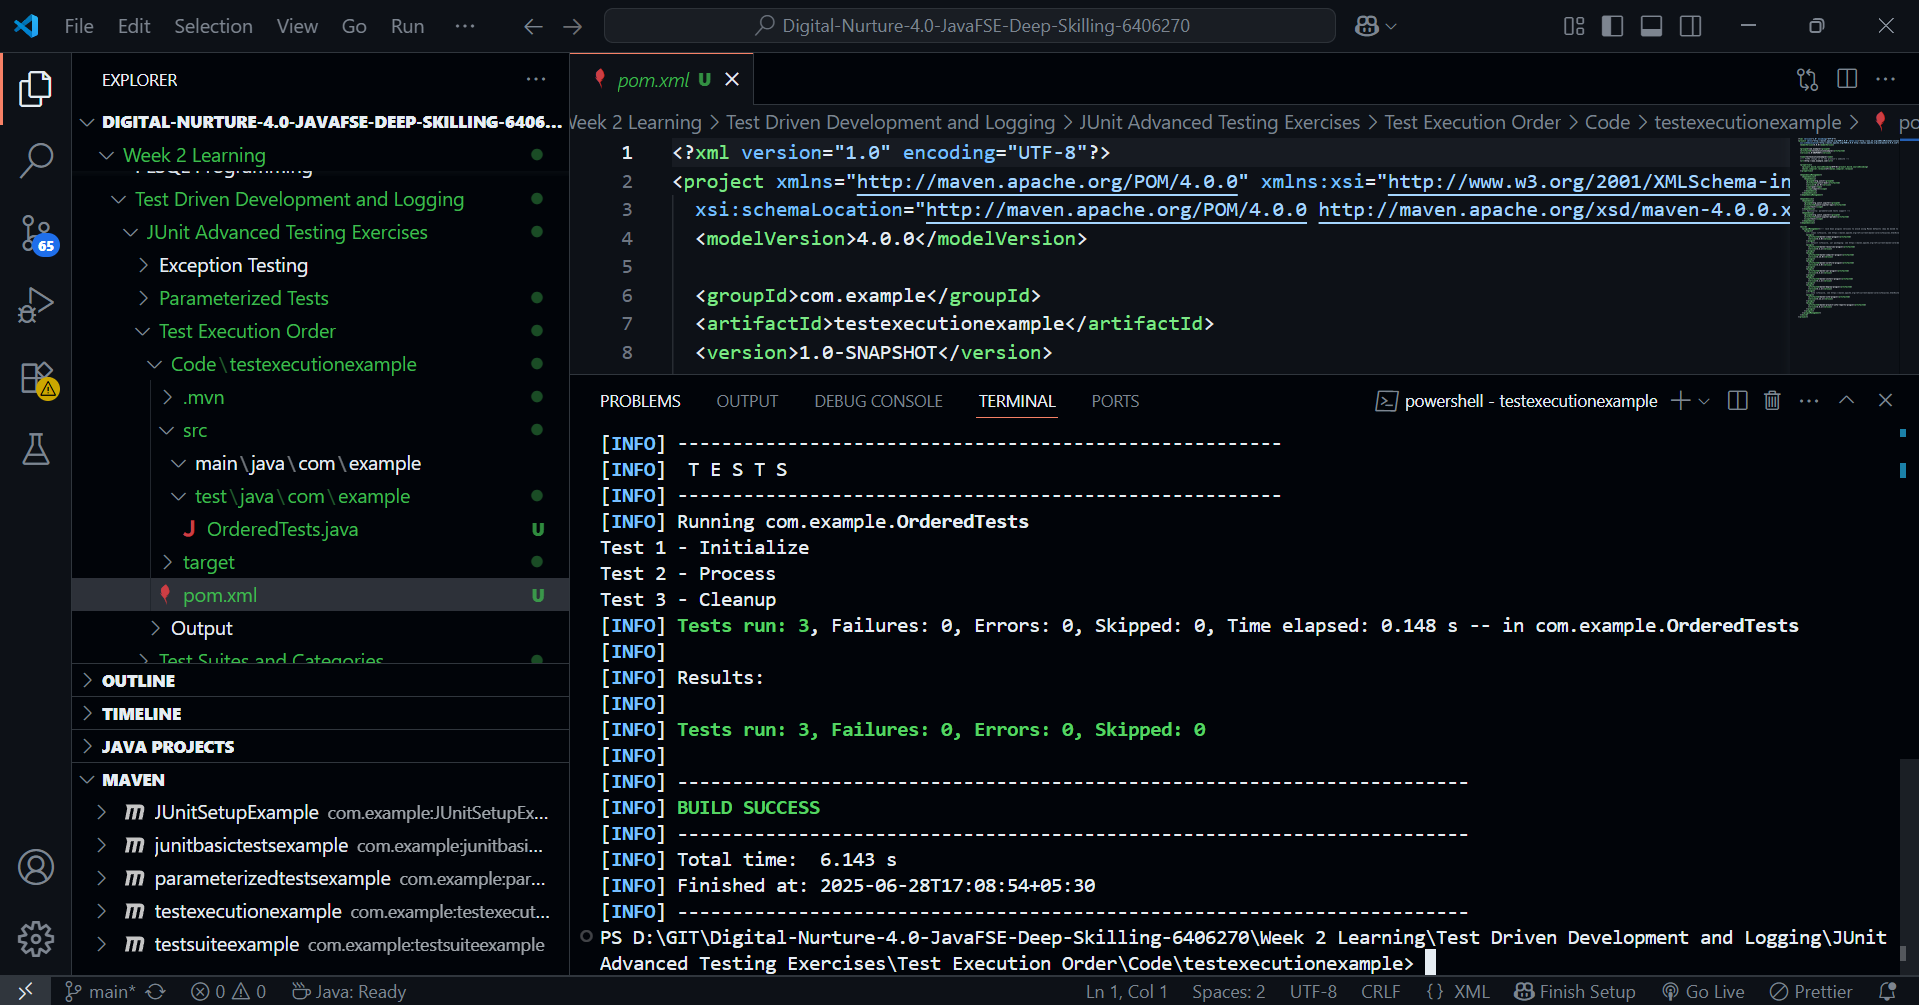 File Edit Selection View Go Run ··· Digital-Nurture-4.0-JavaFSE-Deep-Skilling-6406270
EXPLORER
DIGITAL-NURTURE-4.0-JAVAFSE-DEEP-SKILLING-6406...
Week 2 Learning
Test Driven Development and Logging
JUnit Advanced Testing Exercises
Exception Testing
Parameterized Tests
Test Execution Order
Code\testexecutionexample
.mvn
src
main\java\com\example
test\java\com\example
J OrderedTests.java U
target
pom.xml U
Output
Test Suites and Categories
OUTLINE
TIMELINE
JAVA PROJECTS
MAVEN
JUnitSetupExample com.example:JUnitSetupEx...
junitbasictestsexample com.example:junitbasi...
parameterizedtestsexample com.example:par...
testexecutionexample com.example:testexecut...
testsuiteexample com.example:testsuiteexample
65
pom.xml U
Week 2 Learning > Test Driven Development and Logging > JUnit Advanced Testing Exercises > Test Execution Order > Code > testexecutionexample > po
1 <?xml version="1.0" encoding="UTF-8"?>
2 <project xmlns="http://maven.apache.org/POM/4.0.0" xmlns:xsi="http://www.w3.org/2001/XMLSchema-in
3 xsi:schemaLocation="http://maven.apache.org/POM/4.0.0 http://maven.apache.org/xsd/maven-4.0.0.x
4 <modelVersion>4.0.0</modelVersion>
5
6 <groupId>com.example</groupId>
7 <artifactId>testexecutionexample</artifactId>
8 <version>1.0-SNAPSHOT</version>
PROBLEMS OUTPUT DEBUG CONSOLE TERMINAL PORTS powershell - testexecutionexample
[INFO] -------------------------------------------------------
[INFO]  T E S T S
[INFO] -------------------------------------------------------
[INFO] Running com.example.OrderedTests
Test 1 - Initialize
Test 2 - Process
Test 3 - Cleanup
[INFO] Tests run: 3, Failures: 0, Errors: 0, Skipped: 0, Time elapsed: 0.148 s -- in com.example.OrderedTests
[INFO]
[INFO] Results:
[INFO]
[INFO] Tests run: 3, Failures: 0, Errors: 0, Skipped: 0
[INFO]
[INFO] ------------------------------------------------------------------------
[INFO] BUILD SUCCESS
[INFO] ------------------------------------------------------------------------
[INFO] Total time:  6.143 s
[INFO] Finished at: 2025-06-28T17:08:54+05:30
[INFO] ------------------------------------------------------------------------
PS D:\GIT\Digital-Nurture-4.0-JavaFSE-Deep-Skilling-6406270\Week 2 Learning\Test Driven Development and Logging\JUnit
Advanced Testing Exercises\Test Execution Order\Code\testexecutionexample>
main* 0 0 Java: Ready Ln 1, Col 1 Spaces: 2 UTF-8 CRLF {} XML Finish Setup Go Live Prettier